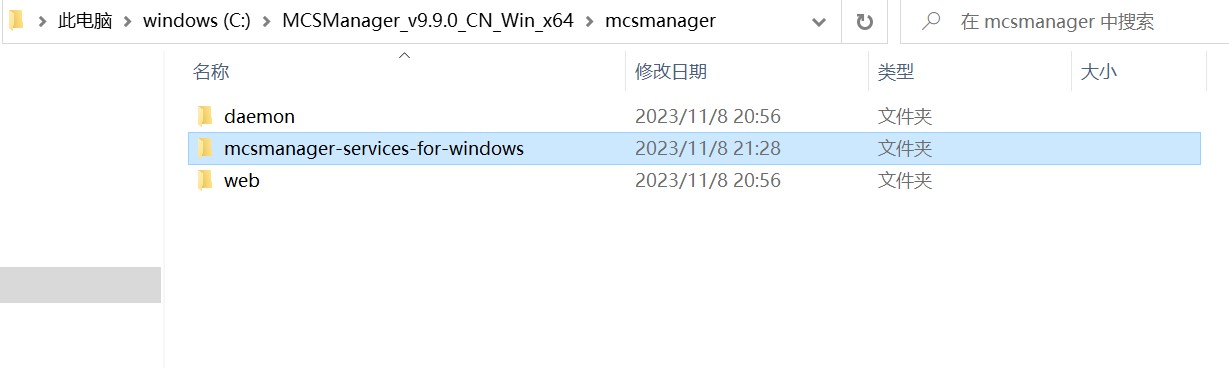 此电脑 windows (C:) MCSManager_v9.9.0_CN_Win_x64 mcsmanager 在 mcsmanager 中搜索
名称 修改日期 类型 大小
daemon 2023/11/8 20:56 文件夹
mcsmanager-services-for-windows 2023/11/8 21:28 文件夹
web 2023/11/8 20:56 文件夹